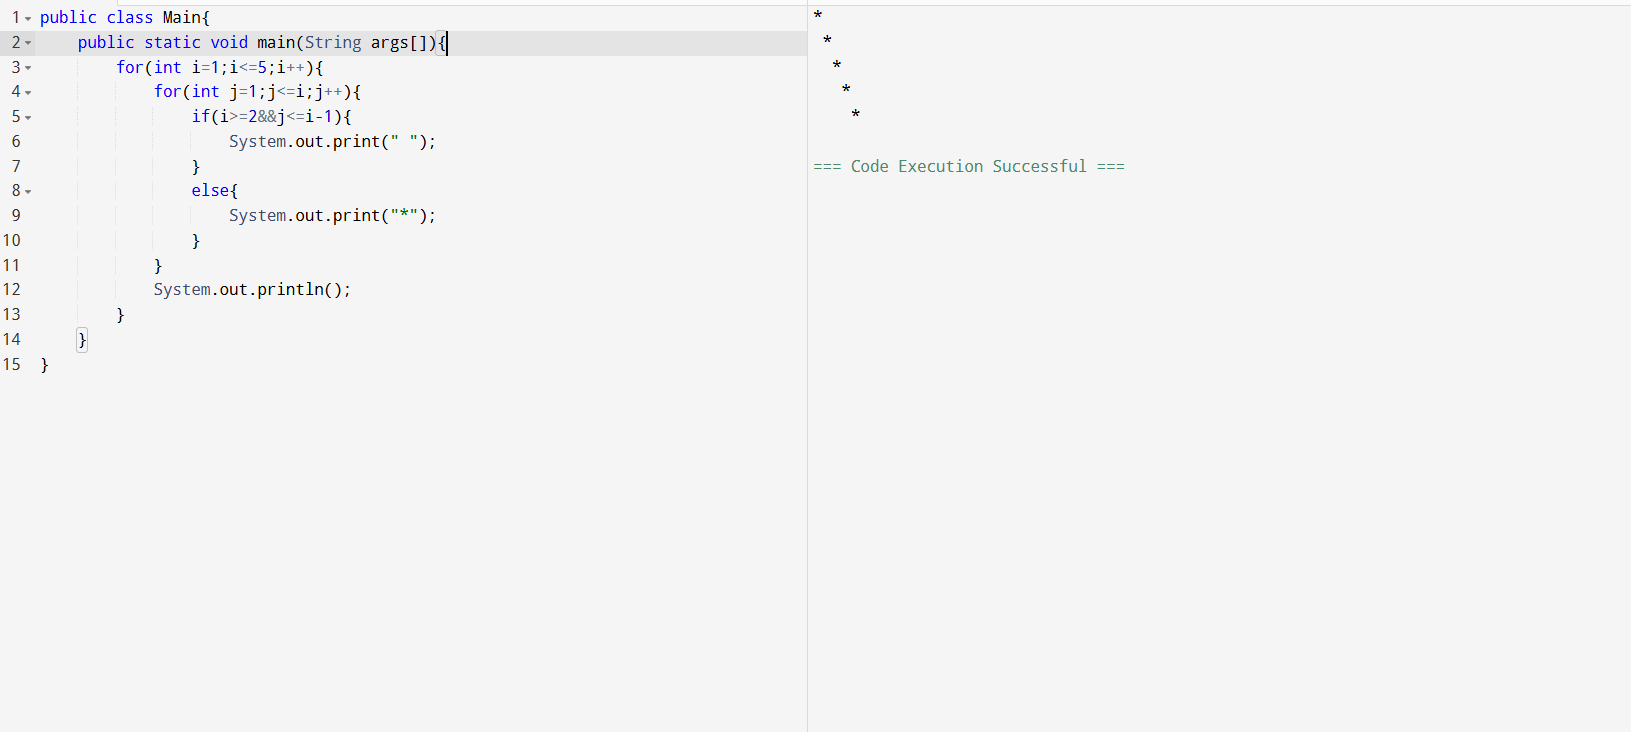 1 public class Main{
2     public static void main(String args[]){
3         for(int i=1;i<=5;i++){
4             for(int j=1;j<=i;j++){
5                 if(i>=2&&j<=i-1){
6                     System.out.print(" ");
7                 }
8                 else{
9                     System.out.print("*");
10                 }
11             }
12             System.out.println();
13         }
14     }
15 }
*
 *
  *
   *
    *
=== Code Execution Successful ===